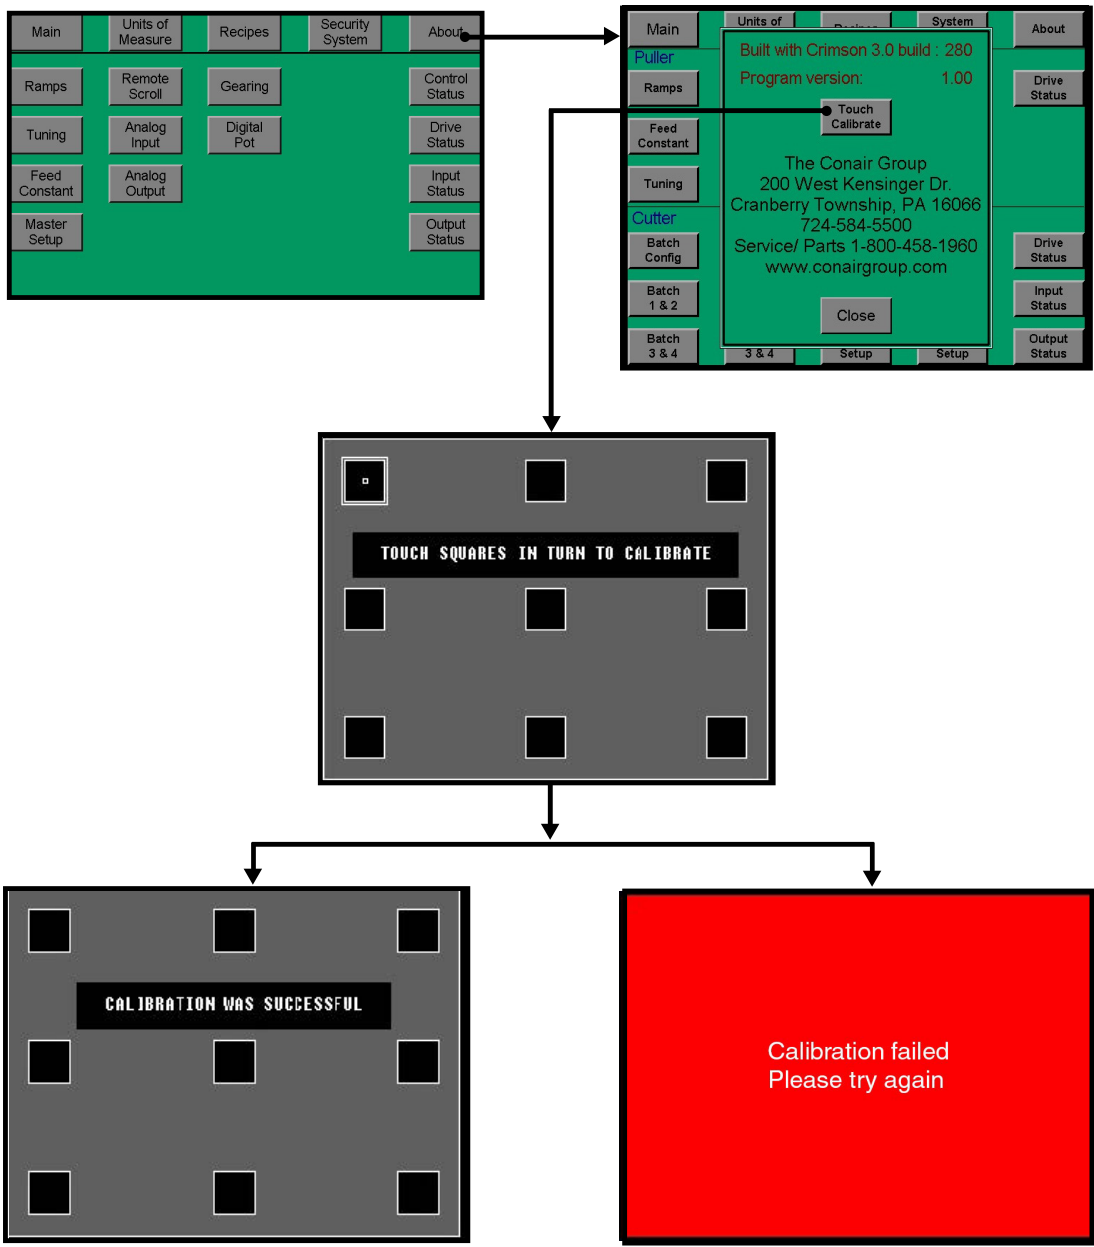 Main
Units of
Measure
Recipes
Security
System
About
Ramps
Remote
Scroll
Gearing
Control
Status
Tuning
Analog
Input
Digital
Pot
Drive
Status
Feed
Constant
Analog
Output
Input
Status
Master
Setup
Output
Status
Main
Units of
Recipes
System
About
Puller
Built with Crimson 3.0 build : 280
Program version: 1.00
Ramps
Drive
Status
Touch
Calibrate
Feed
Constant
Tuning
The Conair Group
200 West Kensinger Dr.
Cranberry Township, PA 16066
724-584-5500
Service/ Parts 1-800-458-1960
www.conairgroup.com
Cutter
Batch
Config
Drive
Status
Batch
1 & 2
Input
Status
Close
Batch
3 & 4
3 & 4
Setup
Setup
Output
Status
TOUCH SQUARES IN TURN TO CALIBRATE
CALIBRATION WAS SUCCESSFUL
Calibration failed
Please try again